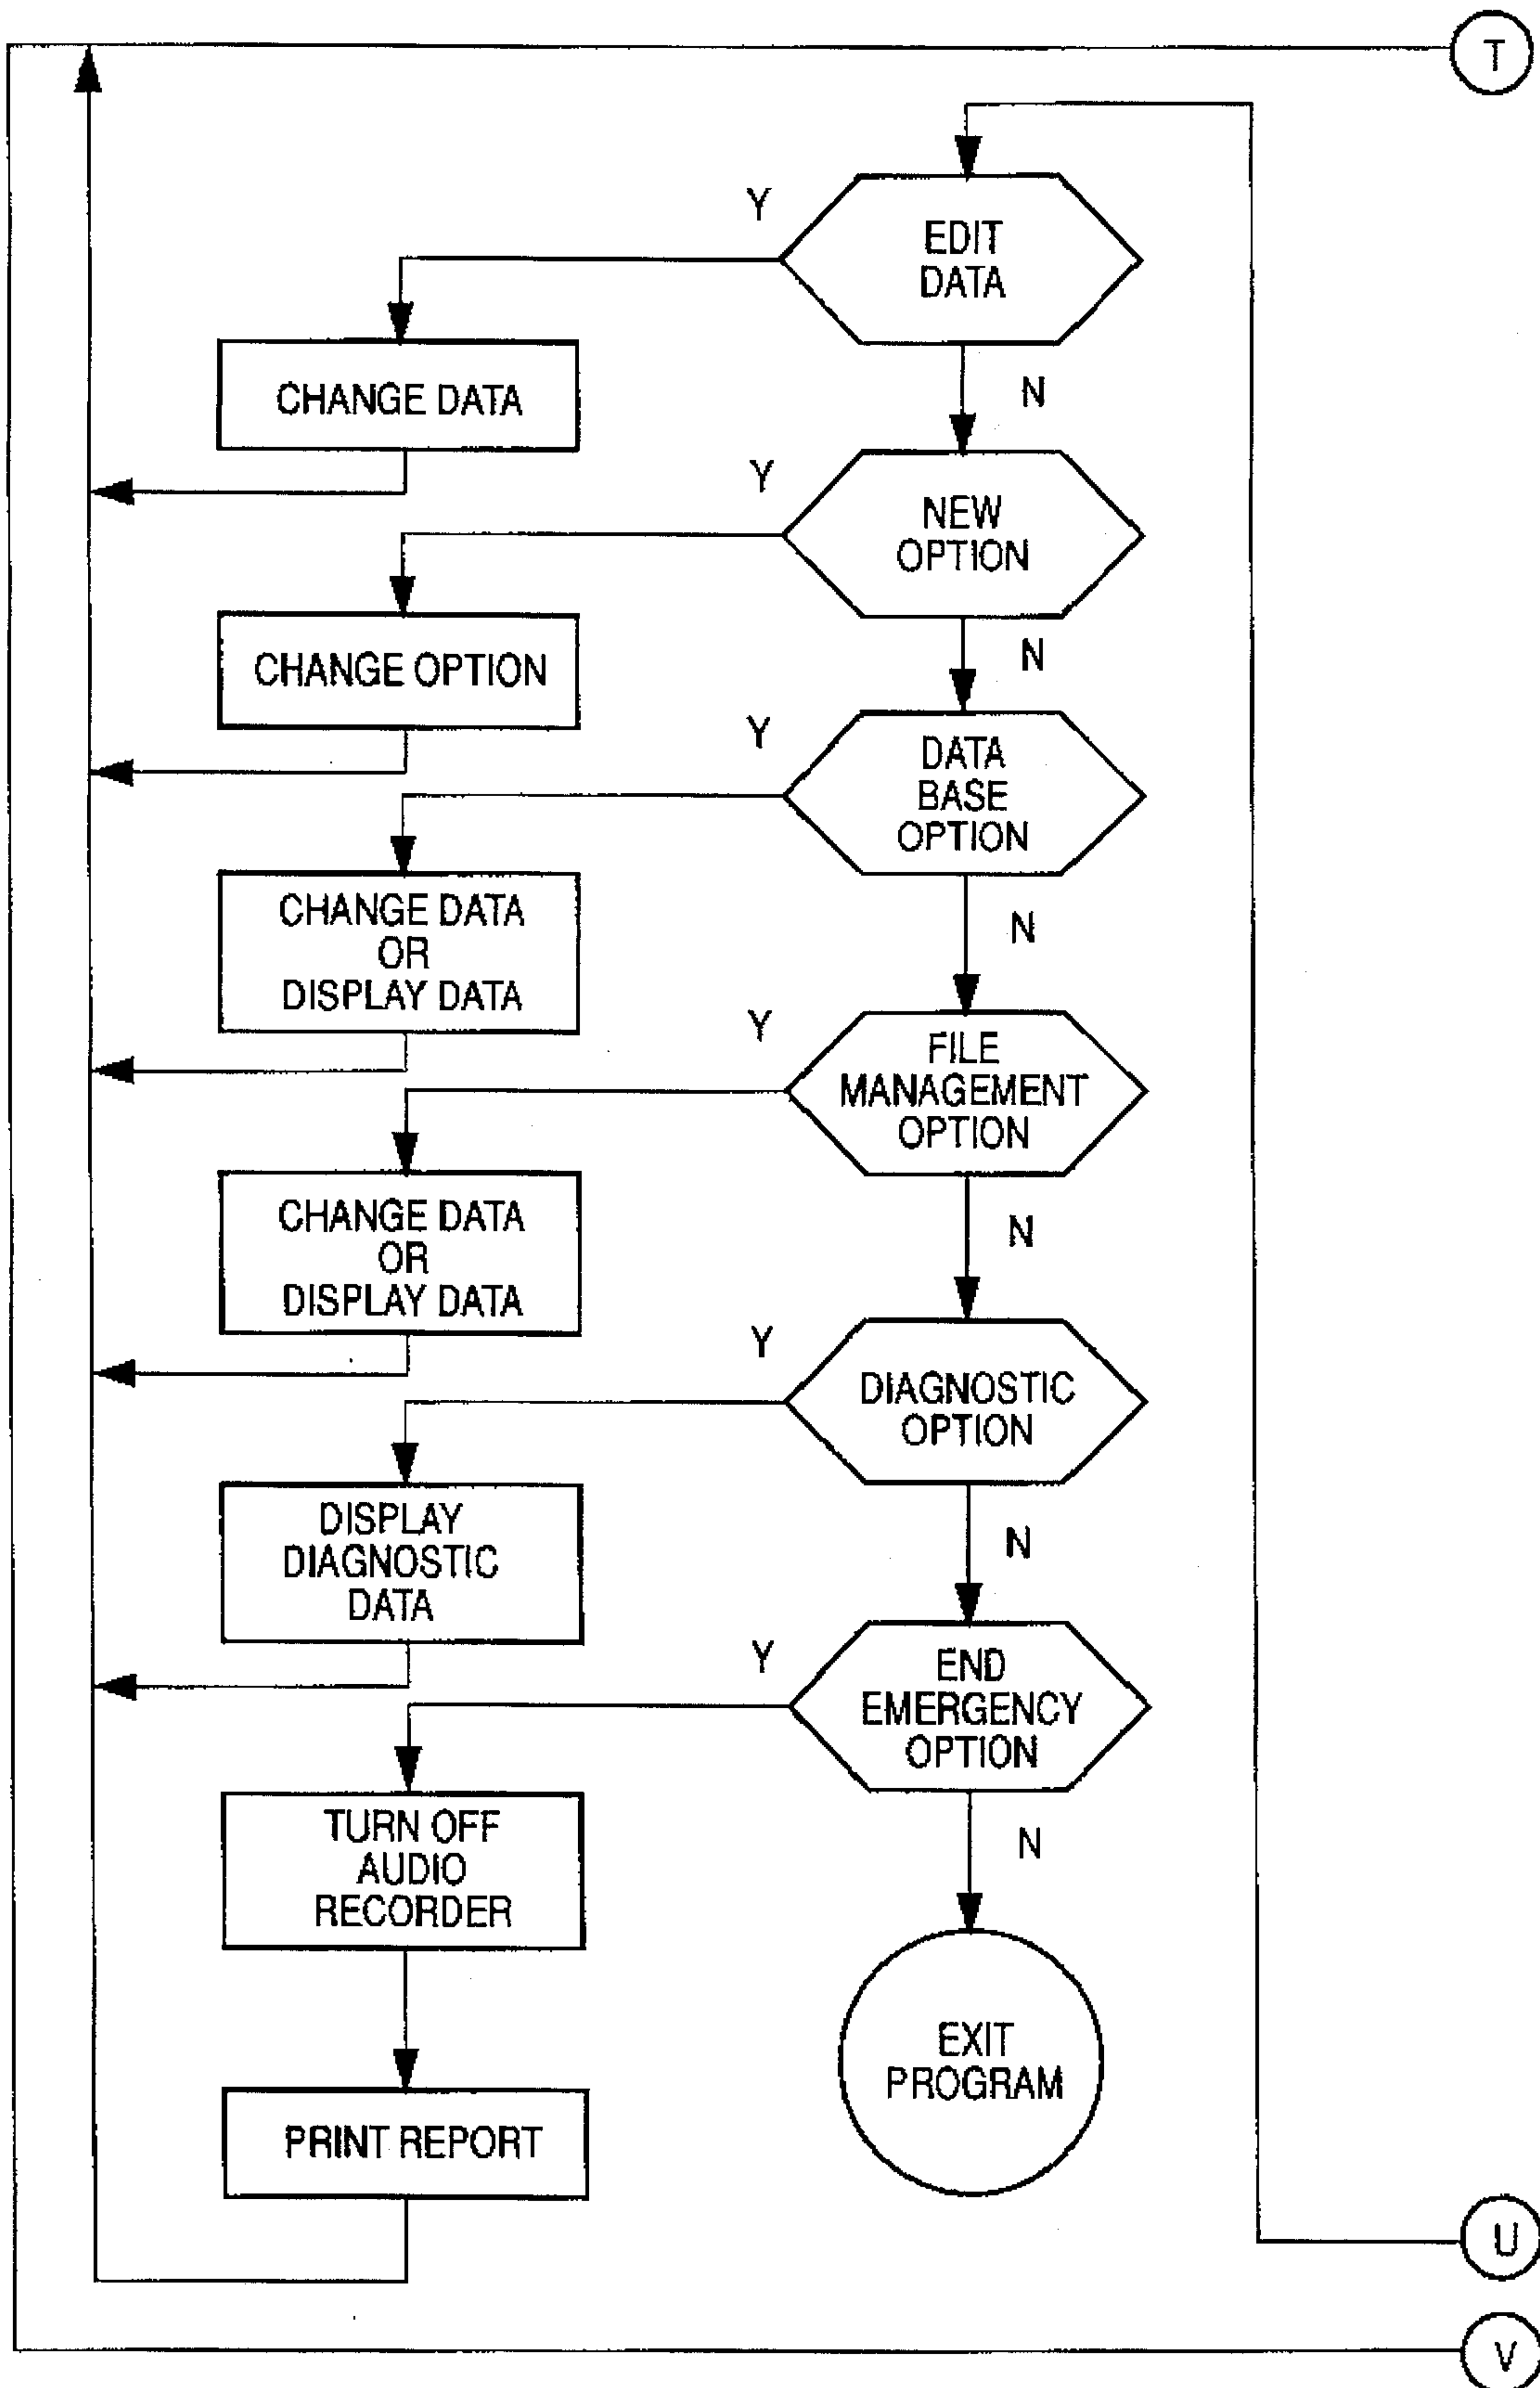 T
Y
EDIT
DATA
CHANGE DATA
N
Y
NEW
OPTION
CHANGE OPTION
N
Y
DATA
BASE
OPTION
CHANGE DATA
OR
DISPLAY DATA
N
Y
FILE
MANAGEMENT
OPTION
CHANGE DATA
OR
DISPLAY DATA
N
Y
DIAGNOSTIC
OPTION
DISPLAY
DIAGNOSTIC
DATA
N
Y
END
EMERGENCY
OPTION
TURN OFF
AUDIO
RECORDER
N
EXIT
PROGRAM
PRINT REPORT
U
V